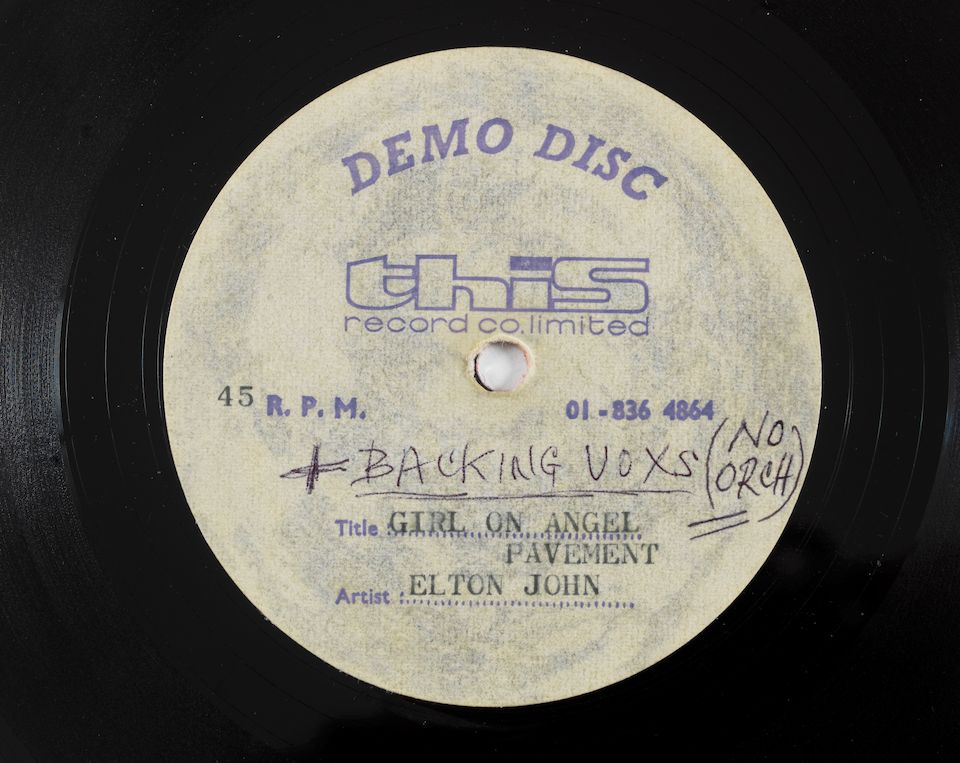 DEMO DISC
this
record co. limited
45 R. P. M. 01-836 4864
+ BACKING VOXS (NO ORCH)
Title GIRL ON ANGEL
PAVEMENT
Artist : ELTON JOHN